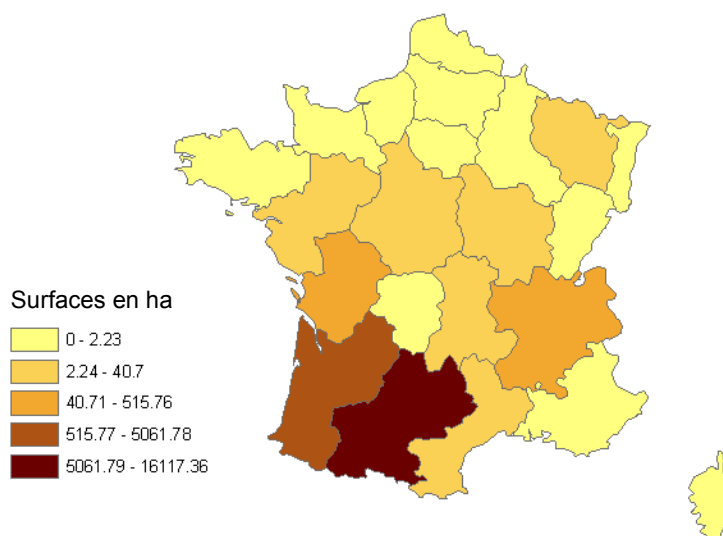 Surfaces en ha
0 - 2.23
2.24 - 40.7
40.71 - 515.76
515.77 - 5061.78
5061.79 - 16117.36